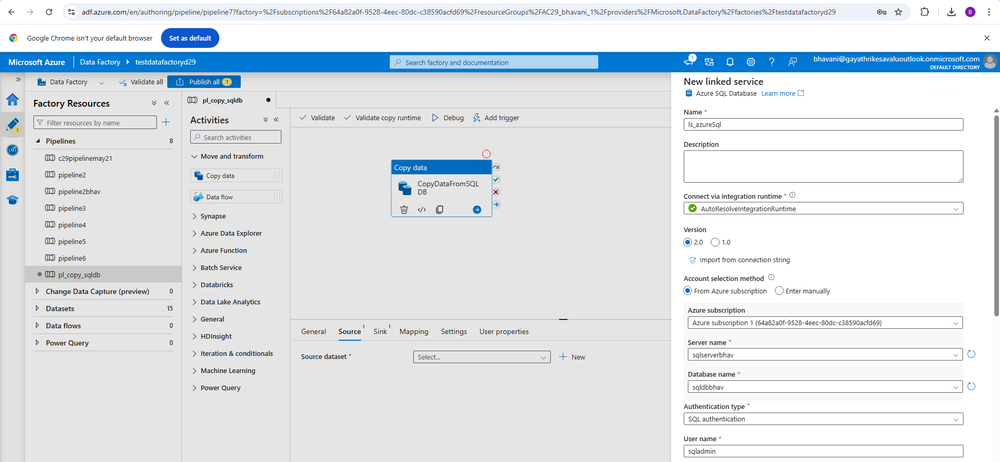 adf.azure.com/en/authoring/pipeline/pipeline7?factory=%2Fsubscriptions%2F64a82a0f-9528-4eec-80dc-c38590acfd69%2FresourceGroups%2FAC29_bhavani_1%2Fproviders%2FMicrosoft.DataFactory%2Ffactories%2Ftestdatafactoryd29
B
Google Chrome isn't your default browser
Set as default
Microsoft Azure
Data Factory
testdatafactoryd29
Search factory and documentation
1
bhavani@gayathrikesavaluoutlook.onmicrosoft.com
DEFAULT DIRECTORY
Data Factory
Validate all
Publish all 1
1
Factory Resources
Filter resources by name
Pipelines 8
c29pipelinemay21
pipeline2
pipeline2bhav
pipeline3
pipeline4
pipeline5
pipeline6
pl_copy_sqldb
Change Data Capture (preview) 0
Datasets 15
Data flows 0
Power Query 0
pl_copy_sqldb
Activities
Search activities
Move and transform
Copy data
Data flow
Synapse
Azure Data Explorer
Azure Function
Batch Service
Databricks
Data Lake Analytics
General
HDInsight
Iteration & conditionals
Machine Learning
Power Query
Validate
Validate copy runtime
Debug
Add trigger
Copy data
CopyDataFromSQL
DB
General
Source 1
Sink 1
Mapping
Settings
User properties
Source dataset *
Select...
New
New linked service
SQL
Azure SQL Database Learn more
Name *
ls_azureSql
Description
Connect via integration runtime *
AutoResolveIntegrationRuntime
Version
2.0 1.0
Import from connection string
Account selection method
From Azure subscription Enter manually
Azure subscription
Azure subscription 1 (64a82a0f-9528-4eec-80dc-c38590acfd69)
Server name *
sqlserverbhav
Database name *
sqldbbhav
Authentication type *
SQL authentication
User name *
sqladmin